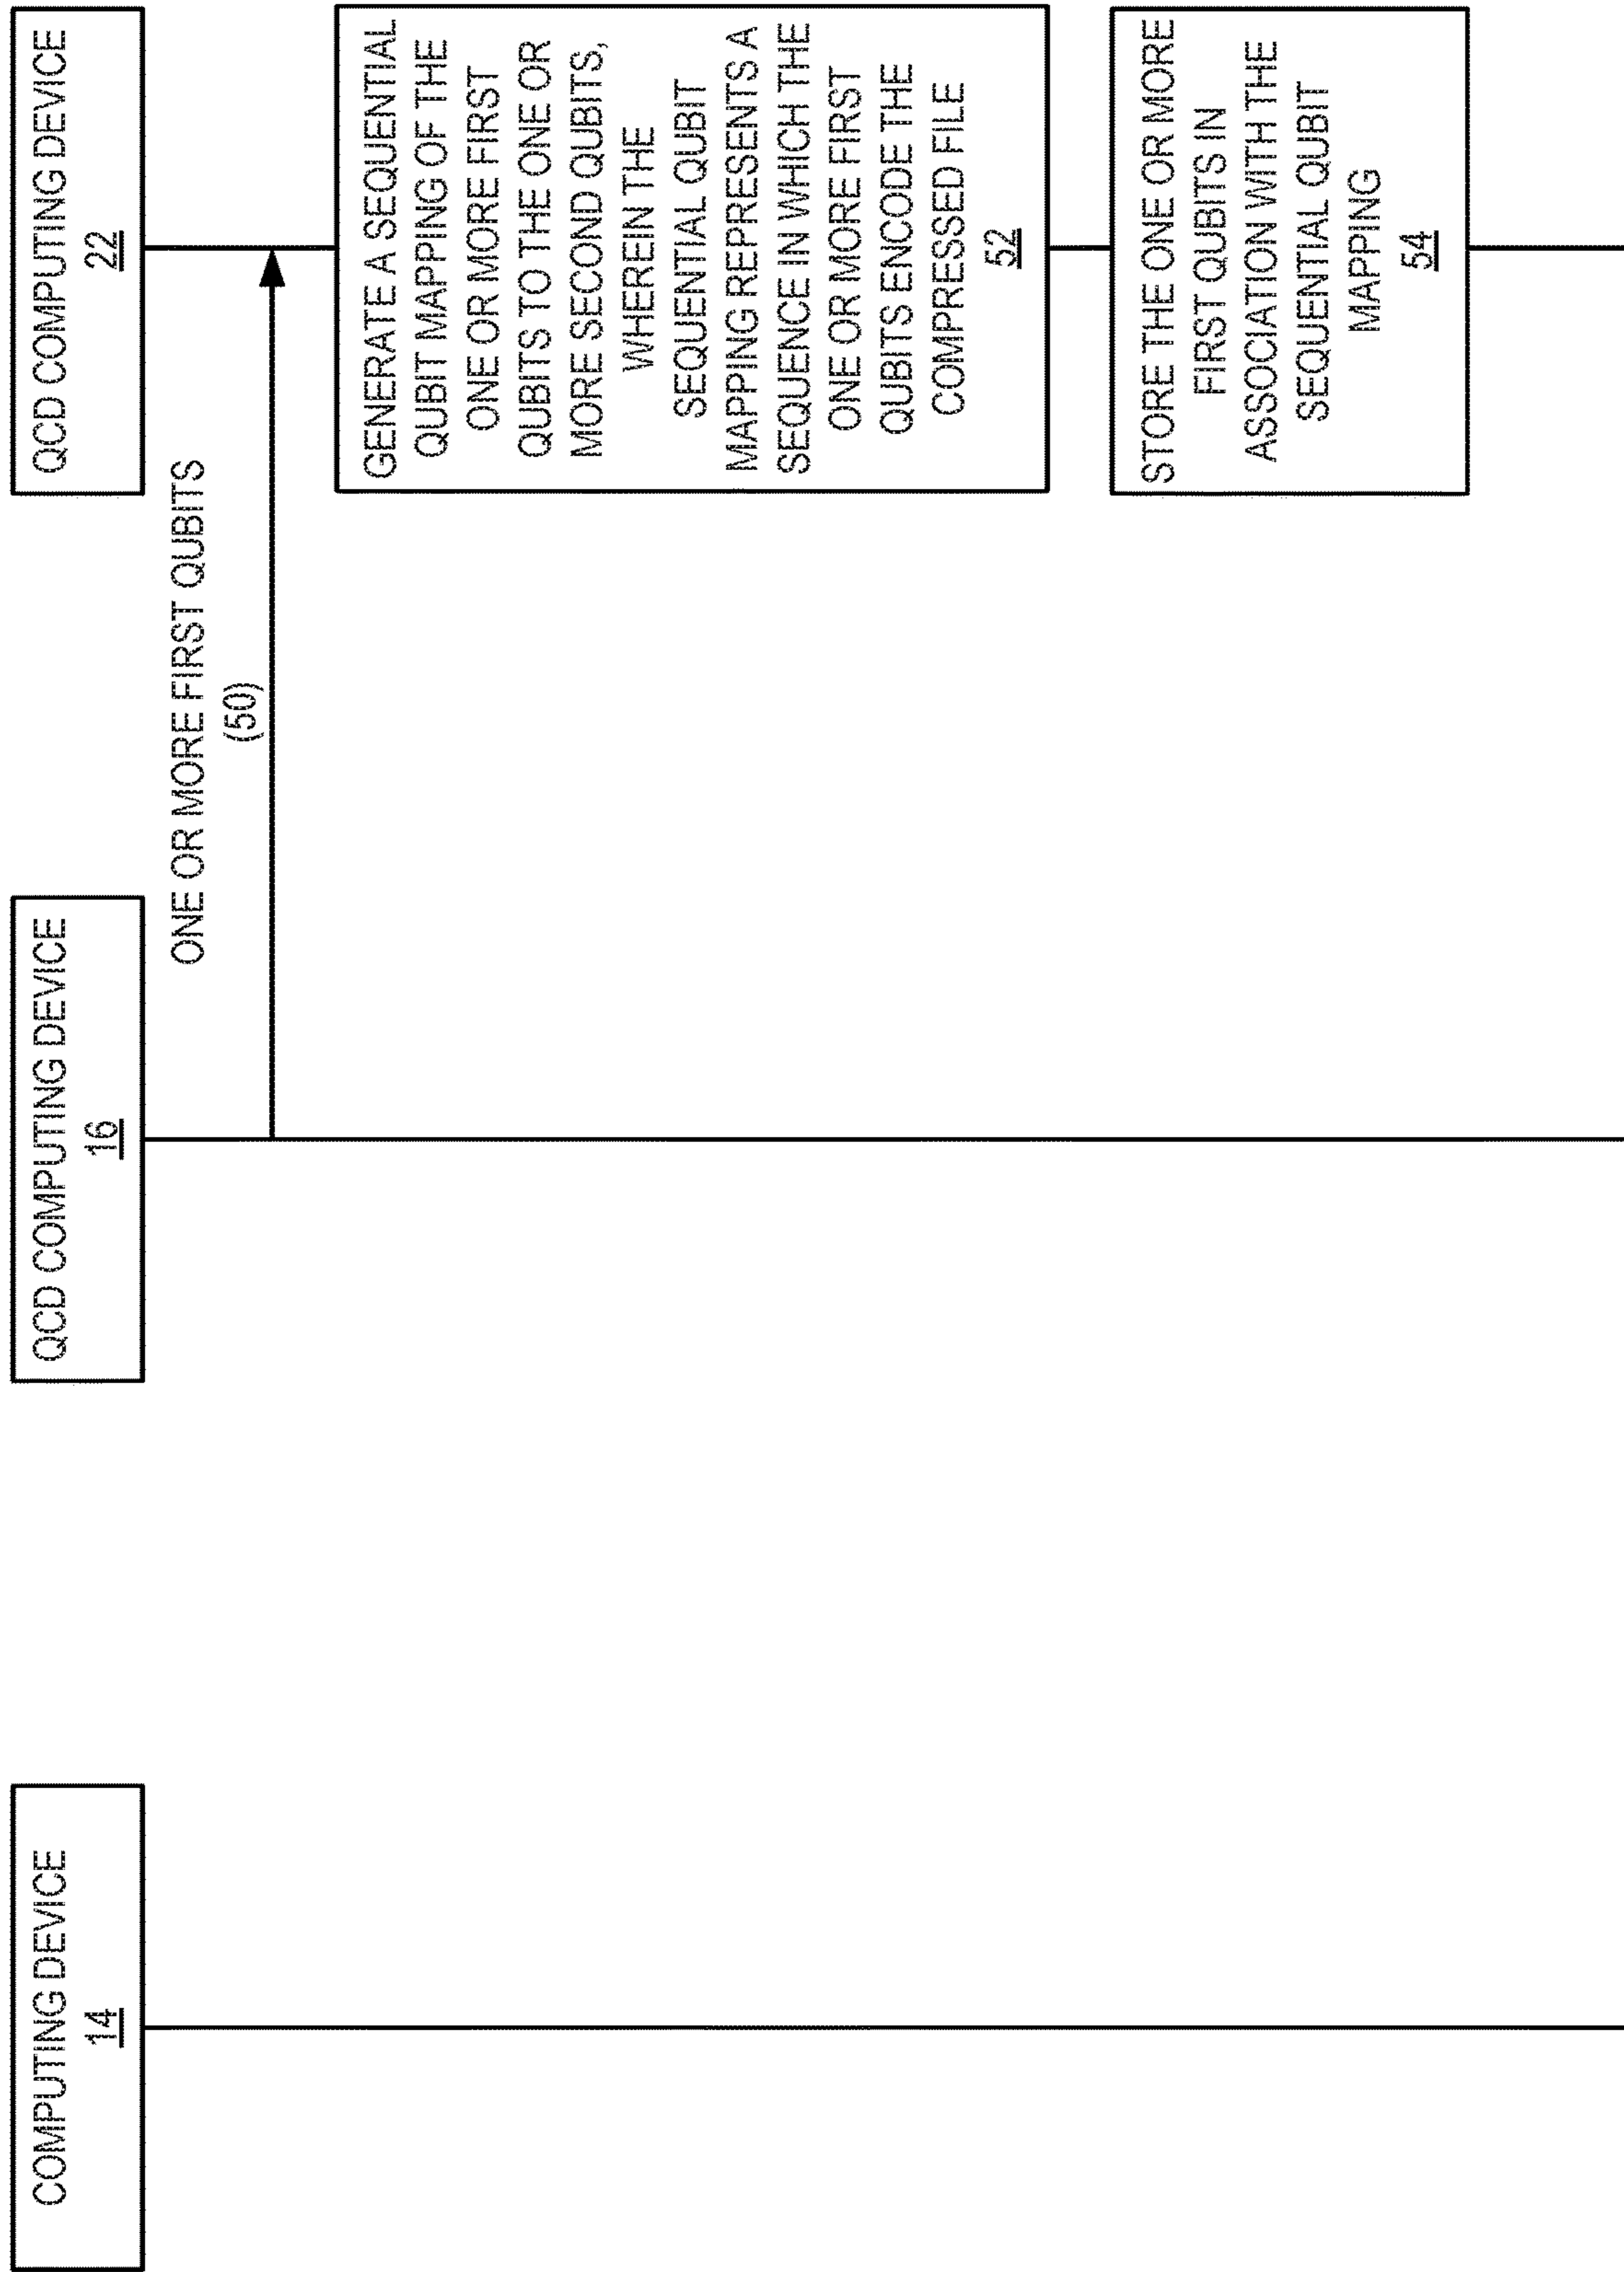 COMPUTING DEVICE
14
QCD COMPUTING DEVICE
16
QCD COMPUTING DEVICE
22
ONE OR MORE FIRST QUBITS
(50)
GENERATE A SEQUENTIAL
QUBIT MAPPING OF THE
ONE OR MORE FIRST
QUBITS TO THE ONE OR
MORE SECOND QUBITS,
WHEREIN THE
SEQUENTIAL QUBIT
MAPPING REPRESENTS A
SEQUENCE IN WHICH THE
ONE OR MORE FIRST
QUBITS ENCODE THE
COMPRESSED FILE
52
STORE THE ONE OR MORE
FIRST QUBITS IN
ASSOCIATION WITH THE
SEQUENTIAL QUBIT
MAPPING
54